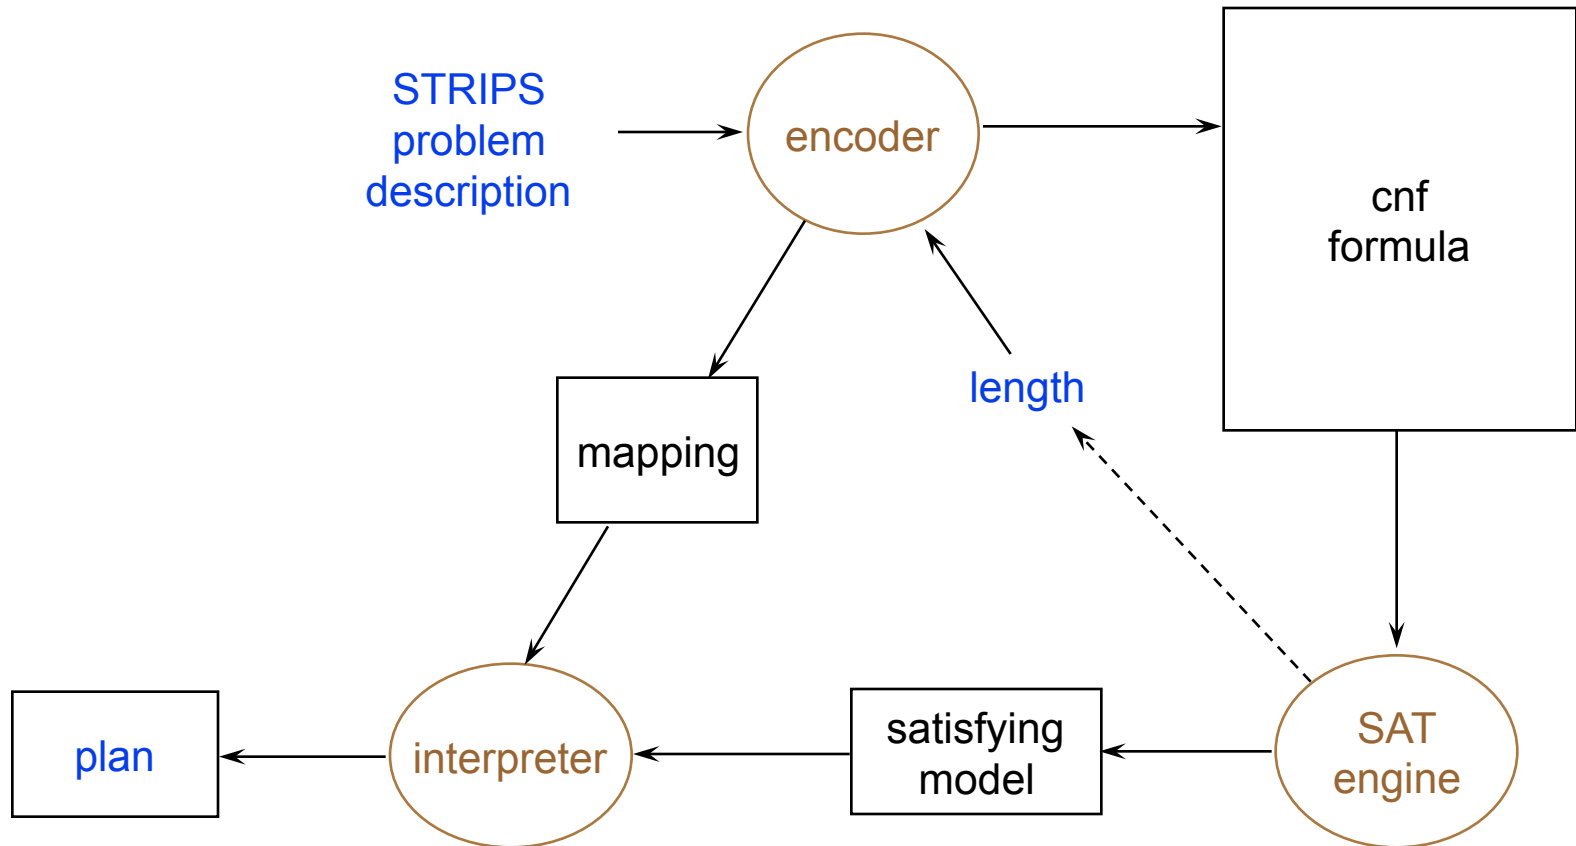 STRIPS
problem
description
encoder
cnf
formula
length
mapping
plan
interpreter
satisfying
model
SAT
engine